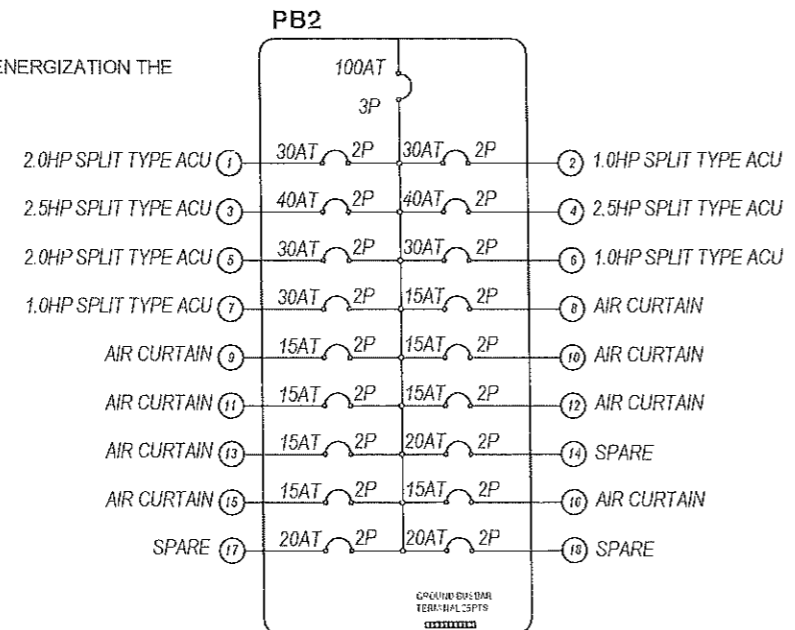 PB2
ENERGIZATION THE
100AT
3P
2.0HP SPLIT TYPE ACU 1 30AT 2P 30AT 2P 2 1.0HP SPLIT TYPE ACU
2.5HP SPLIT TYPE ACU 3 40AT 2P 40AT 2P 4 2.5HP SPLIT TYPE ACU
2.0HP SPLIT TYPE ACU 5 30AT 2P 30AT 2P 6 1.0HP SPLIT TYPE ACU
1.0HP SPLIT TYPE ACU 7 30AT 2P 15AT 2P 8 AIR CURTAIN
AIR CURTAIN 9 15AT 2P 15AT 2P 10 AIR CURTAIN
AIR CURTAIN 11 15AT 2P 15AT 2P 12 AIR CURTAIN
AIR CURTAIN 13 15AT 2P 20AT 2P 14 SPARE
AIR CURTAIN 15 15AT 2P 15AT 2P 16 AIR CURTAIN
SPARE 17 20AT 2P 20AT 2P 18 SPARE
GROUND BUS BAR
TERMINAL